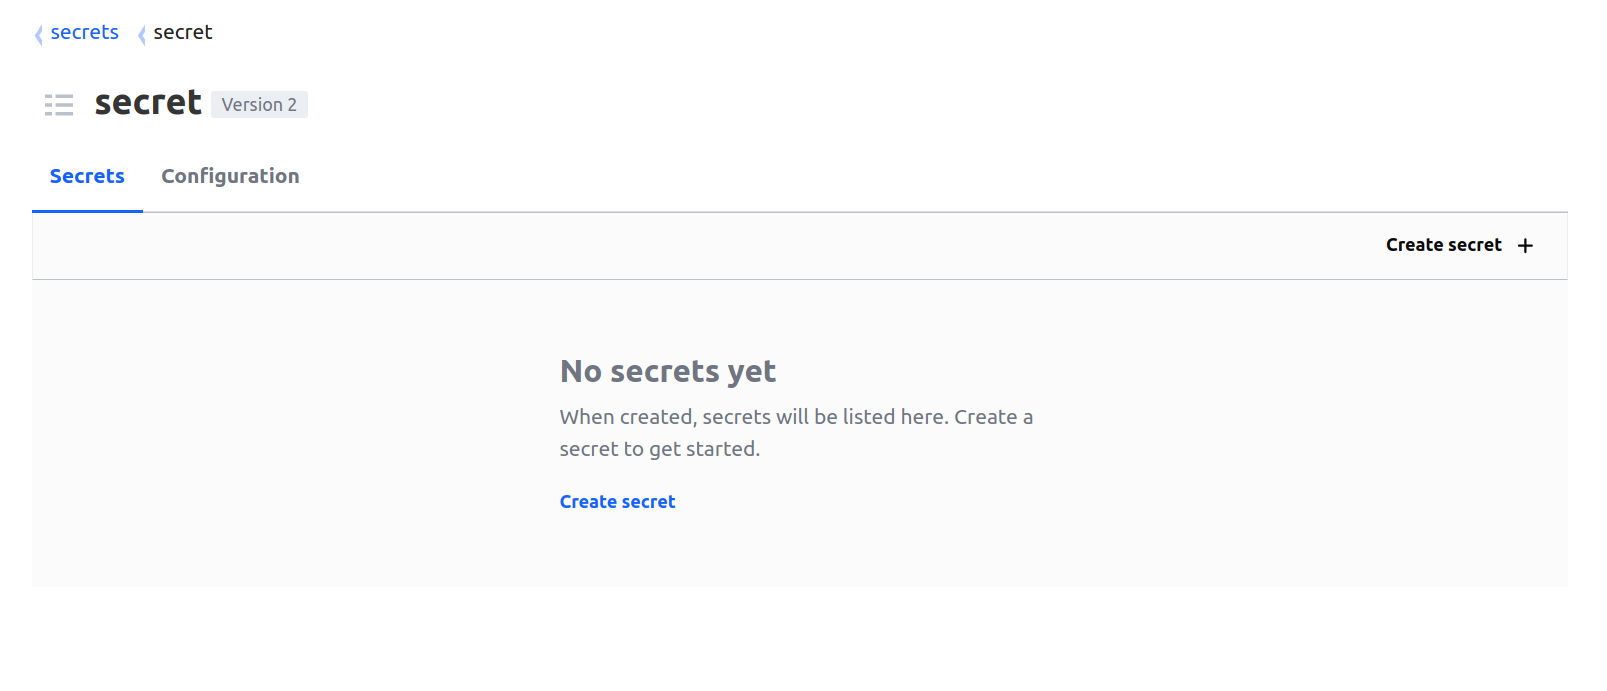 secrets secret
secret Version 2
Secrets Configuration
Create secret +
No secrets yet
When created, secrets will be listed here. Create a
secret to get started.
Create secret